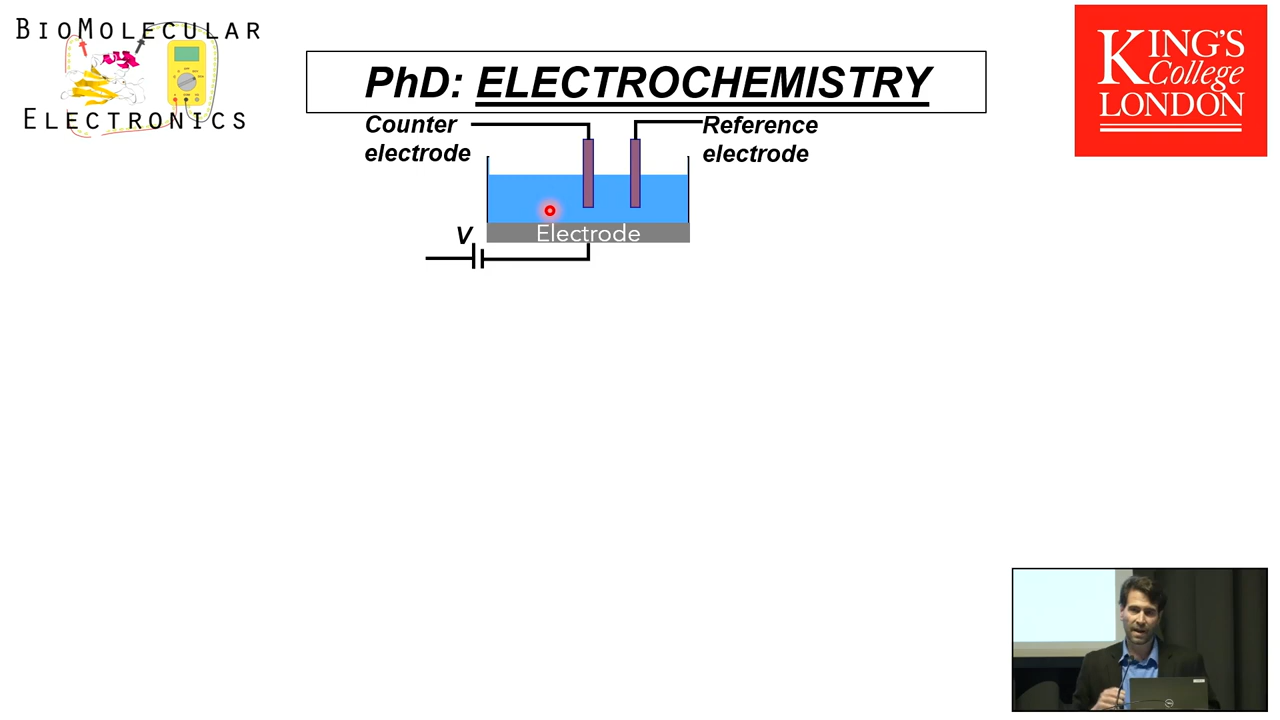 BIOMOLECULAR
ELECTRONICS
PhD: ELECTROCHEMISTRY
KING'S
College
LONDON
Counter
electrode
Reference
electrode
V
Electrode